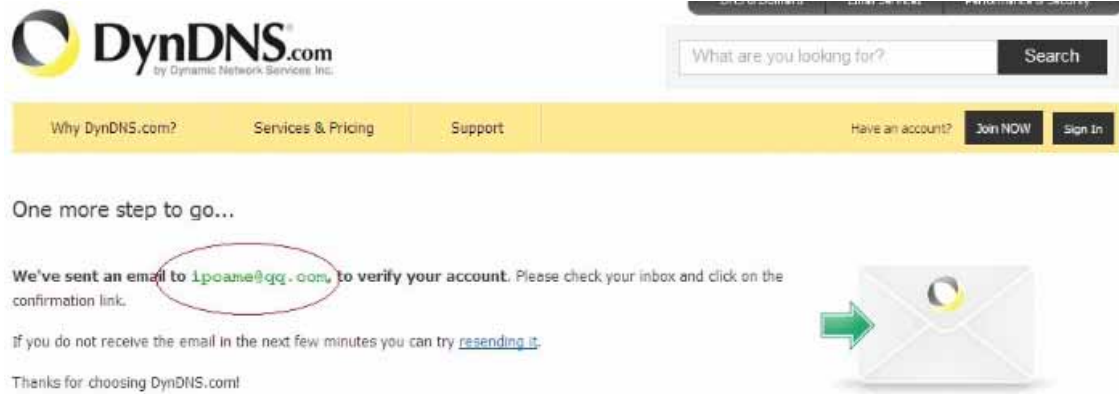 DynDNS.com
by Dynamic Network Services Inc.
What are you looking for?
Search
Why DynDNS.com?
Services & Pricing
Support
Have an account?
Join NOW
Sign In
One more step to go...
We've sent an email to ipcame@qq.com, to verify your account. Please check your inbox and click on the
confirmation link.
If you do not receive the email in the next few minutes you can try resending it.
Thanks for choosing DynDNS.com!